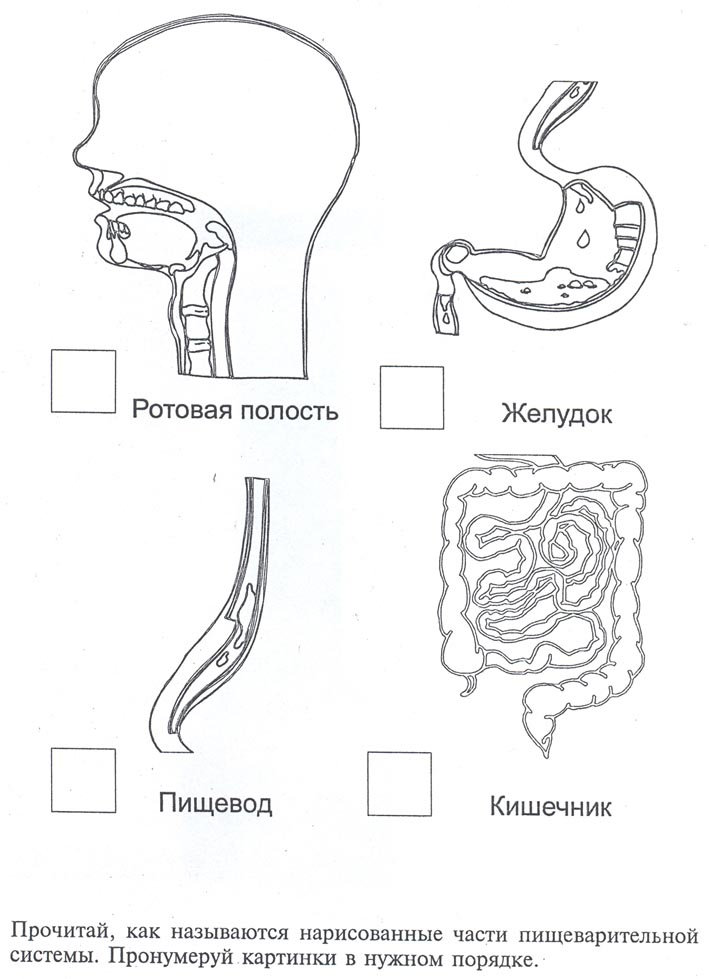 Ротовая полость
Желудок
Пищевод
Кишечник
Прочитай, как называются нарисованные части пищеварительной
системы. Пронумеруй картинки в нужном порядке.